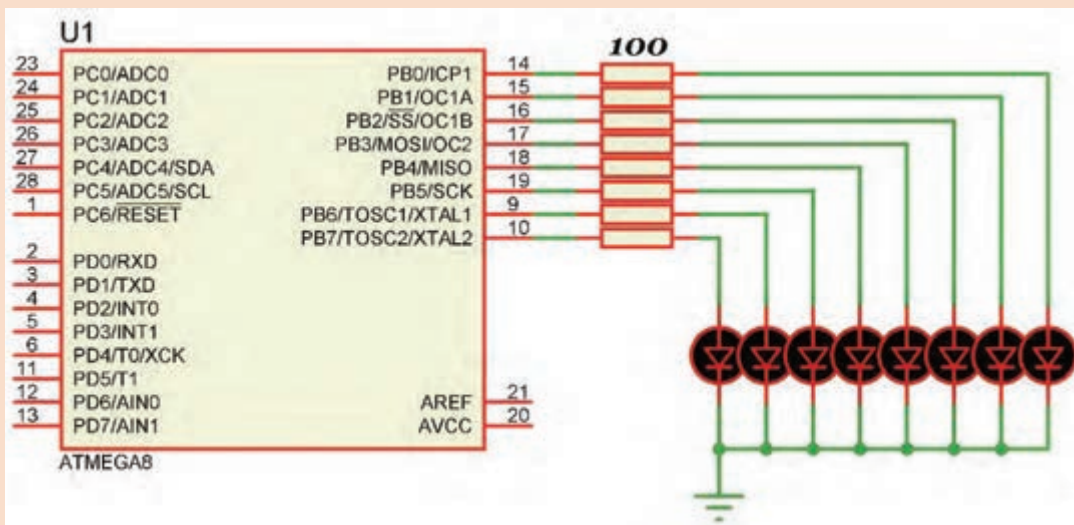 U1
100
23 PC0/ADC0
24 PC1/ADC1
25 PC2/ADC2
26 PC3/ADC3
27 PC4/ADC4/SDA
28 PC5/ADC5/SCL
1 PC6/RESET
2 PD0/RXD
3 PD1/TXD
4 PD2/INT0
5 PD3/INT1
6 PD4/T0/XCK
11 PD5/T1
12 PD6/AIN0
13 PD7/AIN1
PB0/ICP1 14
PB1/OC1A 15
PB2/SS/OC1B 16
PB3/MOSI/OC2 17
PB4/MISO 18
PB5/SCK 19
PB6/TOSC1/XTAL1 9
PB7/TOSC2/XTAL2 10
AREF 21
AVCC 20
ATMEGA8